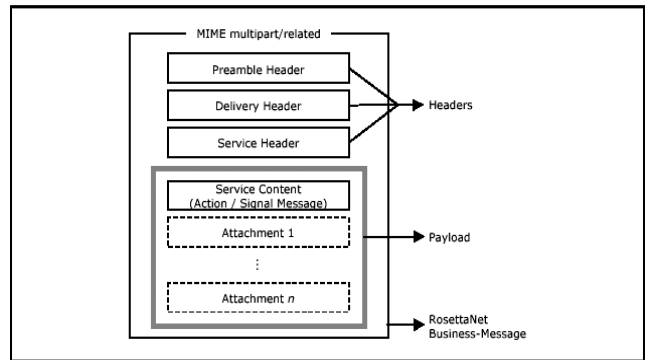 MIME multipart/related
Preamble Header
Delivery Header
Service Header
Headers
Service Content
(Action / Signal Message)
Attachment 1
Payload
⋮
Attachment n
RosettaNet
Business-Message